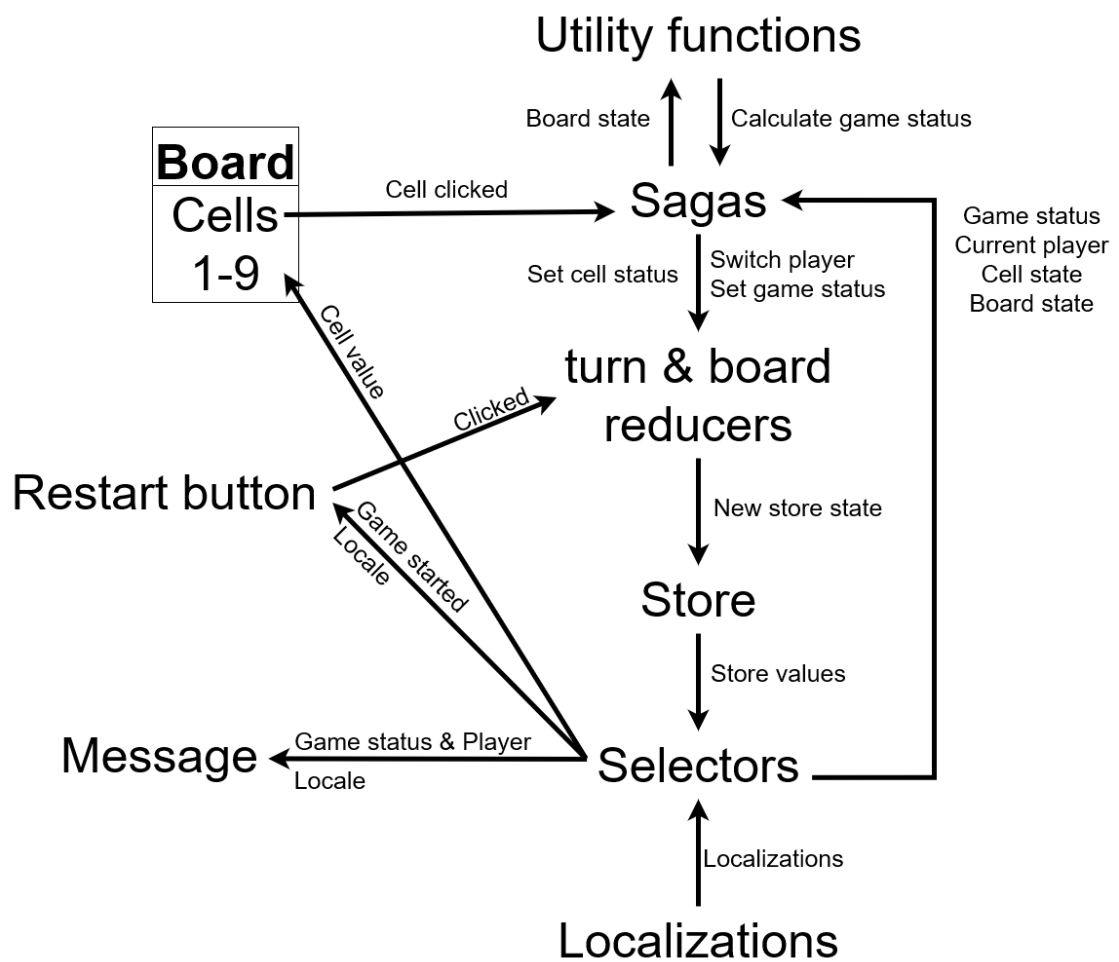 Utility functions
Board state
Calculate game status
Board
Cells
1-9
Cell clicked
Sagas
Game status
Current player
Cell state
Board state
Set cell status
Switch player
Set game status
Cell value
turn & board
reducers
Clicked
Restart button
Game started
Locale
New store state
Store
Store values
Message
Game status & Player
Locale
Selectors
Localizations
Localizations